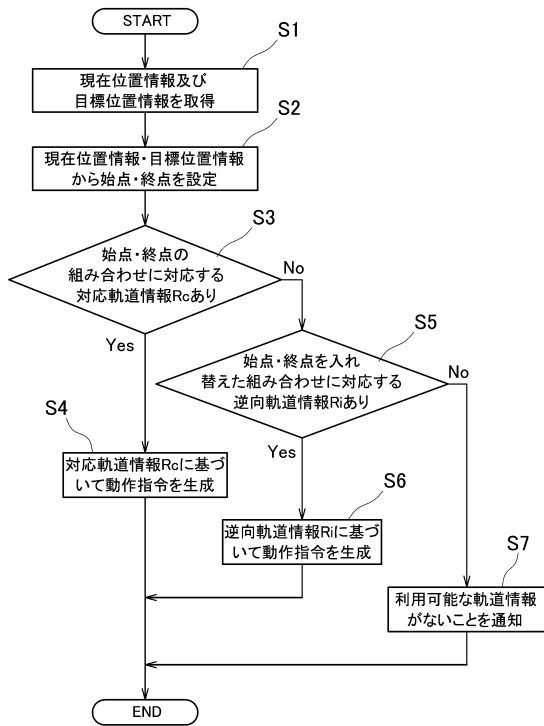 START
S1
現在位置情報及び
目標位置情報を取得
S2
現在位置情報・目標位置情報
から始点・終点を設定
S3
始点・終点の
組み合わせに対応する
対応軌道情報Rcあり
No
Yes
S5
始点・終点を入れ
替えた組み合わせに対応する
逆向軌道情報Riあり
No
Yes
S4
対応軌道情報Rcに基づ
いて動作指令を生成
S6
逆向軌道情報Riに基づ
いて動作指令を生成
S7
利用可能な軌道情報
がないことを通知
END